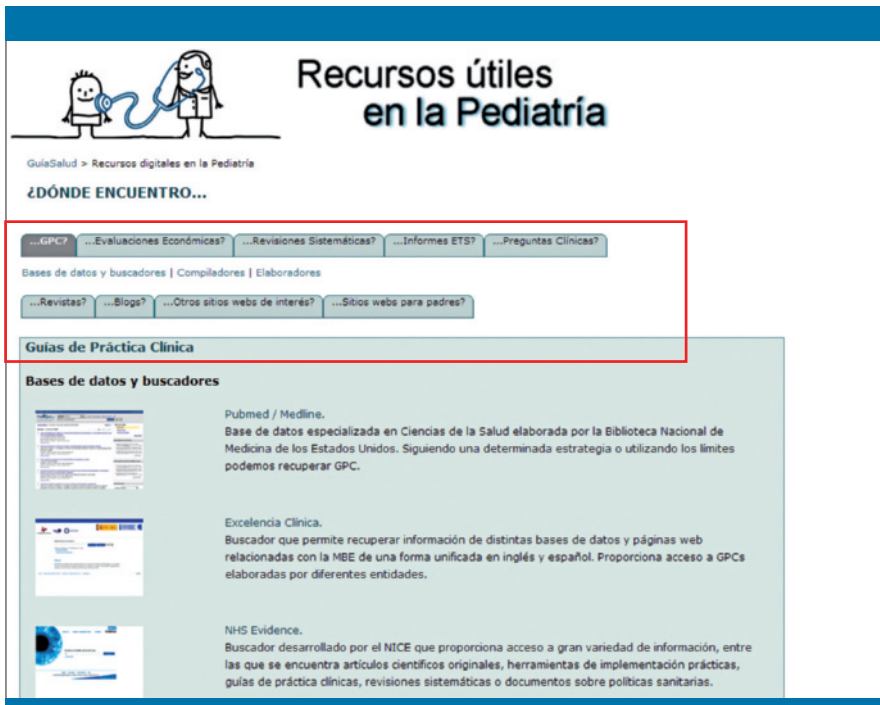 Recursos útiles
en la Pediatría
GuíaSalud > Recursos digitales en la Pediatría
¿DÓNDE ENCUENTRO...
...GPC? ...Evaluaciones Económicas? ...Revisiones Sistemáticas? ...Informes ETS? ...Preguntas Clínicas?
Bases de datos y buscadores | Compiladores | Elaboradores
...Revistas? ...Blogs? ...Otros sitios webs de interés? ...Sitios webs para padres?
Guías de Práctica Clínica
Bases de datos y buscadores
Pubmed / Medline.
Base de datos especializada en Ciencias de la Salud elaborada por la Biblioteca Nacional de
Medicina de los Estados Unidos. Siguiendo una determinada estrategia o utilizando los límites
podemos recuperar GPC.
Excelencia Clínica.
Buscador que permite recuperar información de distintas bases de datos y páginas web
relacionadas con la MBE de una forma unificada en inglés y español. Proporciona acceso a GPCs
elaboradas por diferentes entidades.
NHS Evidence.
Buscador desarrollado por el NICE que proporciona acceso a gran variedad de información, entre
las que se encuentra artículos científicos originales, herramientas de implementación prácticas,
guías de práctica clínicas, revisiones sistemáticas o documentos sobre políticas sanitarias.